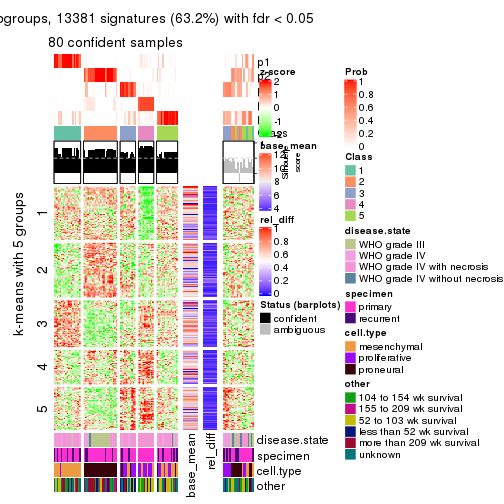 ogroups, 13381 signatures (63.2%) with fdr < 0.05
80 confident samples
p1
z-score
2
1
0
-1
-2
base_mean
12
10
8
6
4
Silhouette
score
rel_diff
1
0.8
0.6
0.4
0.2
0
Status (barplots)
confident
ambiguous
Prob
1
0.8
0.6
0.4
0.2
0
Class
1
2
3
4
5
disease.state
WHO grade III
WHO grade IV
WHO grade IV with necrosis
WHO grade IV without necrosis
specimen
primary
recurrent
cell.type
mesenchymal
proliferative
proneural
other
104 to 154 wk survival
155 to 209 wk survival
52 to 103 wk survival
less than 52 wk survival
more than 209 wk survival
unknown
k-means with 5 groups
1
2
3
4
5
base_mean
rel_diff
disease.state
specimen
cell.type
other